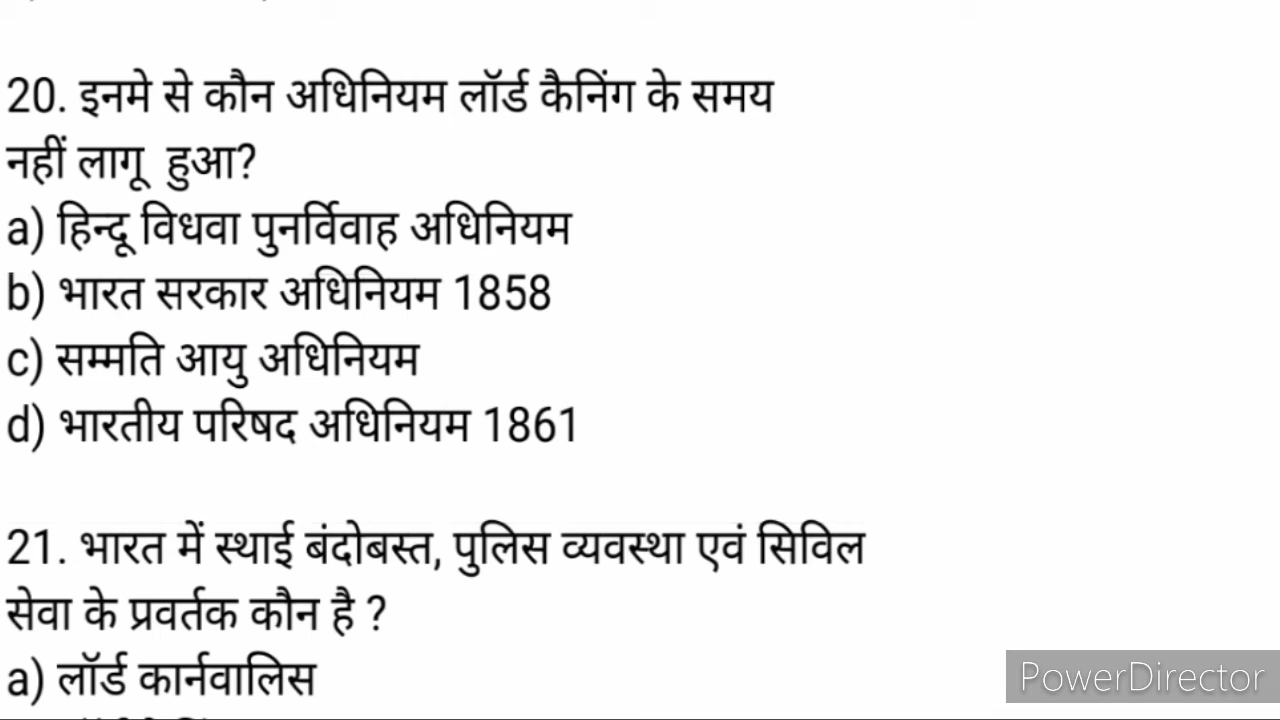 20. इनमे से कौन अधिनियम लॉर्ड कैनिंग के समय
नहीं लागू हुआ?
a) हिन्दू विधवा पुनर्विवाह अधिनियम
b) भारत सरकार अधिनियम 1858
c) सम्मति आयु अधिनियम
d) भारतीय परिषद अधिनियम 1861
21. भारत में स्थाई बंदोबस्त, पुलिस व्यवस्था एवं सिविल
सेवा के प्रवर्तक कौन है ?
a) लॉर्ड कार्नवालिस
PowerDirector